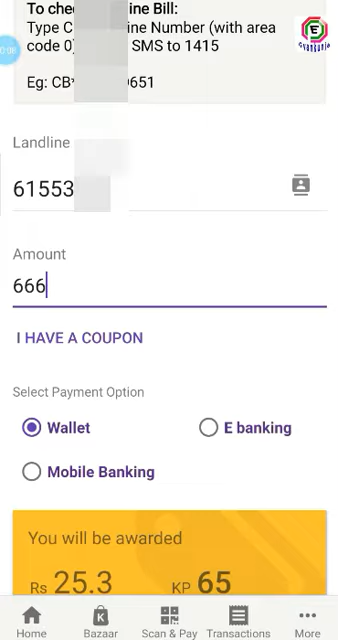 To che ne Bill:
Type C ine Number (with area
code 0) SMS to 1415
Eg: CB* 9651
Landline
61553
Amount
666
I HAVE A COUPON
Select Payment Option
Wallet
E banking
Mobile Banking
You will be awarded
Rs 25.3 KP 65
Home Bazaar Scan & Pay Transactions More